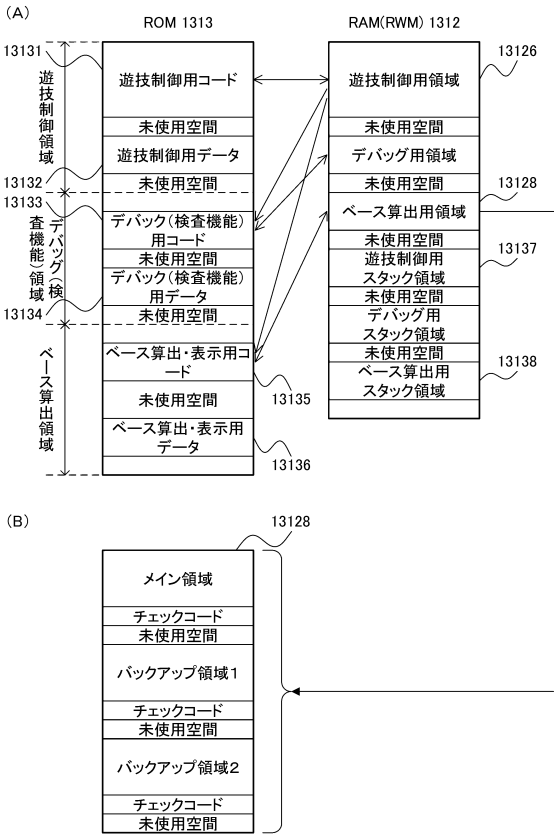 (A)
ROM 1313
RAM(RWM) 1312
13131
遊技制御領域
13132
13133
デバッグ(検
査機能)領域
13134
ベース算出領域
遊技制御用コード
未使用空間
遊技制御用データ
未使用空間
デバック(検査機能)
用コード
未使用空間
デバック(検査機能)
用データ
未使用空間
ベース算出・表示用コ
ード
未使用空間
ベース算出・表示用
データ
13135
13136
遊技制御用領域
未使用空間
デバッグ用領域
未使用空間
ベース算出用領域
未使用空間
遊技制御用
スタック領域
未使用空間
デバッグ用
スタック領域
未使用空間
ベース算出用
スタック領域
13126
13128
13137
13138
(B)
13128
メイン領域
チェックコード
未使用空間
バックアップ領域1
チェックコード
未使用空間
バックアップ領域2
チェックコード
未使用空間